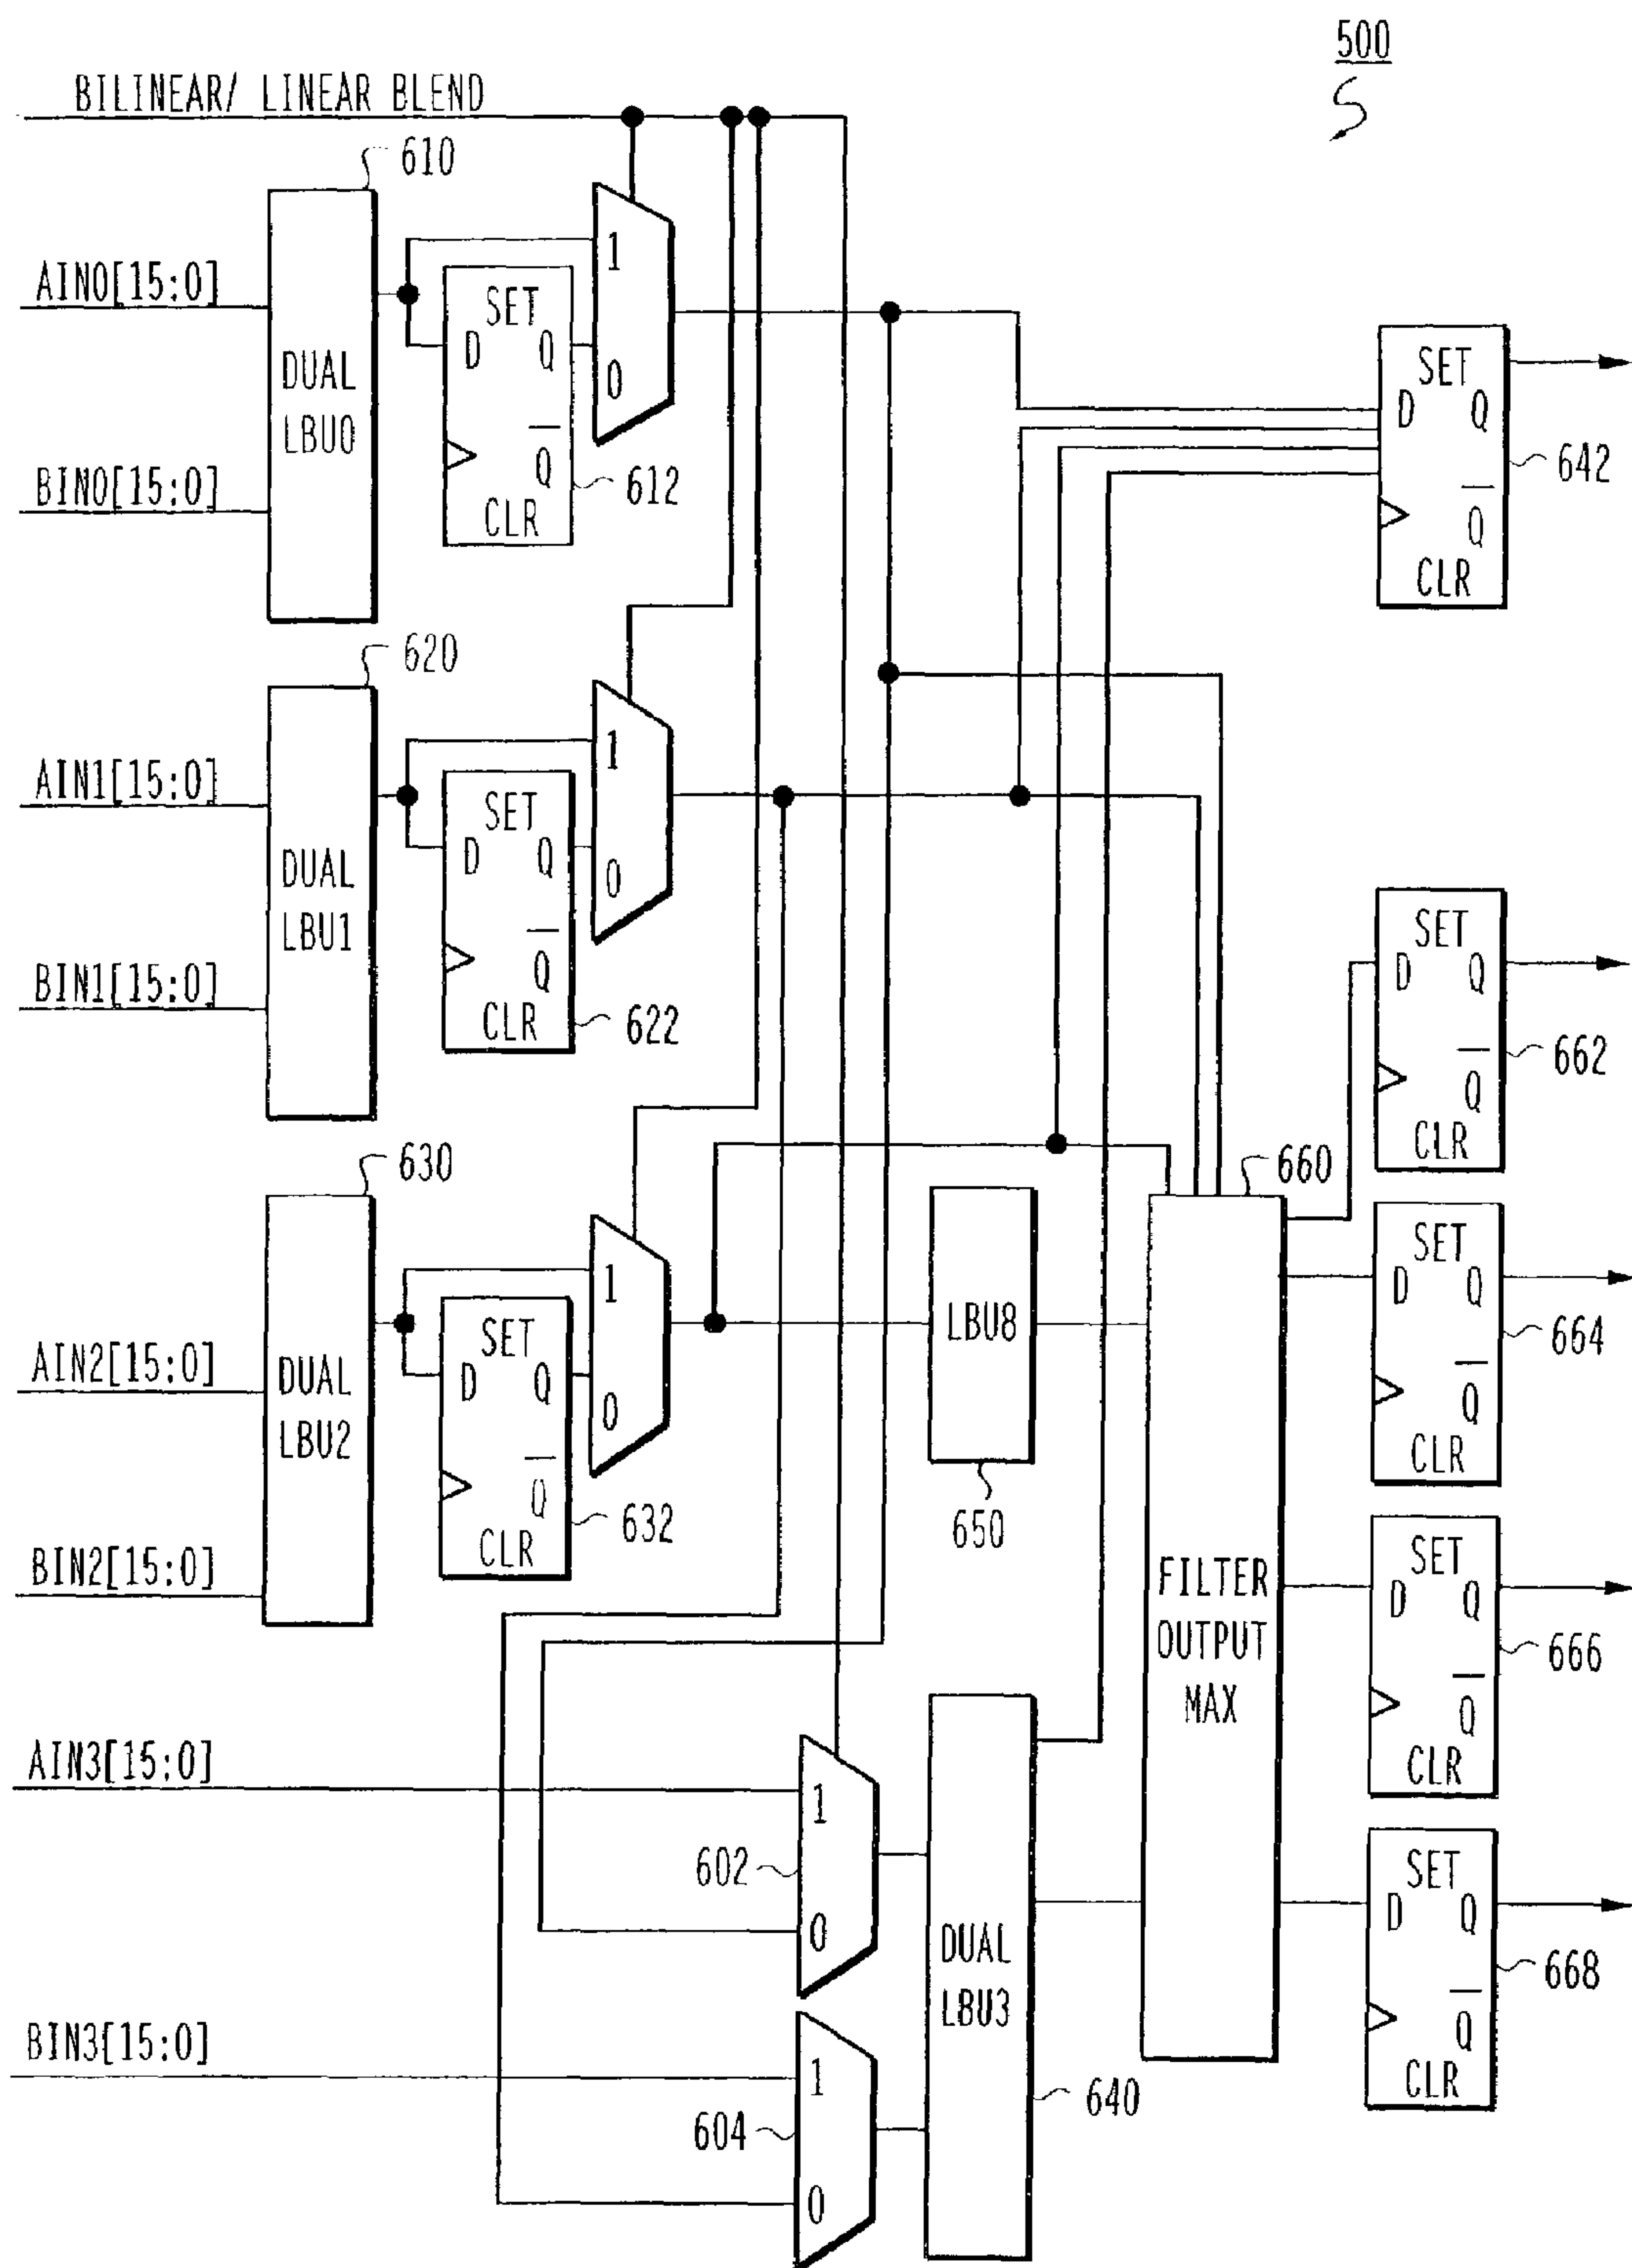 500
BILINEAR/ LINEAR BLEND
610
AIN0[15:0]
BIN0[15:0]
DUAL
LBU0
SET
D Q
Q
CLR
612
1
0
SET
D Q
Q
CLR
642
620
AIN1[15:0]
BIN1[15:0]
DUAL
LBU1
SET
D Q
Q
CLR
622
1
0
SET
D Q
Q
CLR
662
630
AIN2[15:0]
BIN2[15:0]
DUAL
LBU2
SET
D Q
Q
CLR
632
1
0
LBU8
650
660
FILTER
OUTPUT
MAX
SET
D Q
Q
CLR
664
SET
D Q
Q
CLR
666
AIN3[15:0]
1
602
0
BIN3[15:0]
1
604
0
DUAL
LBU3
640
SET
D Q
Q
CLR
668